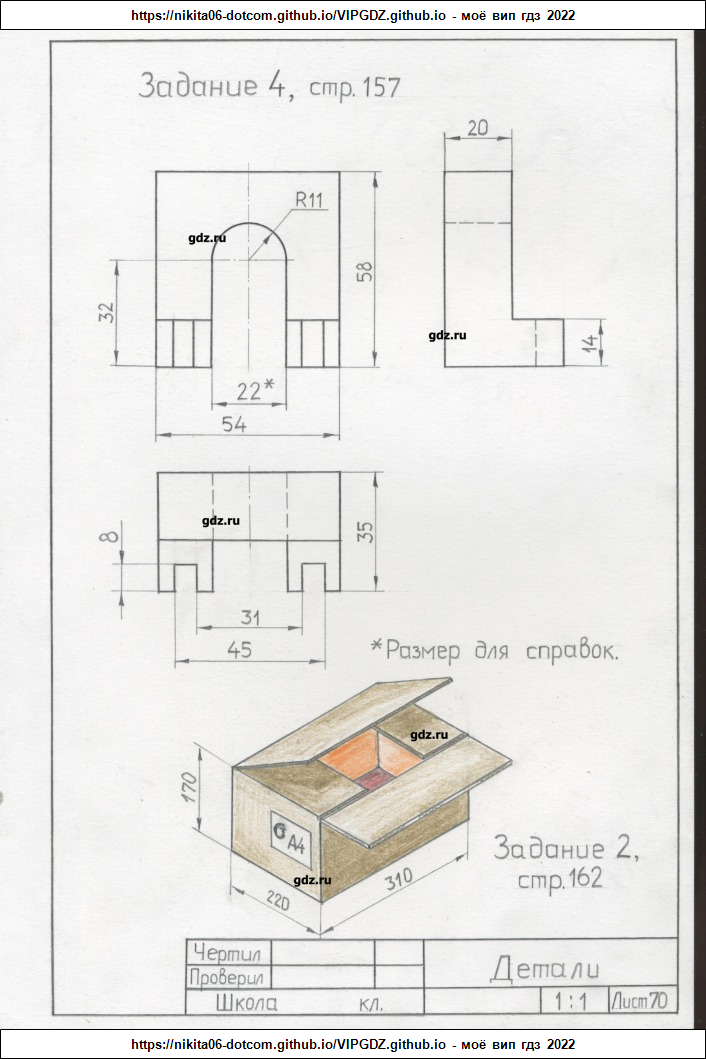 https://nikita06-dotcom.github.io/VIPGDZ.github.io - моё вип гдз 2022
Задание 4, стр. 157
20
R11
gdz.ru
58
32
gdz.ru
14
22*
54
gdz.ru
35
8
31
45
*Размер для справок.
gdz.ru
170
А4
gdz.ru
Задание 2,
стр. 162
220
310
Чертил
Проверил
Детали
Школа кл.
1:1
Лист 70
https://nikita06-dotcom.github.io/VIPGDZ.github.io - моё вип гдз 2022